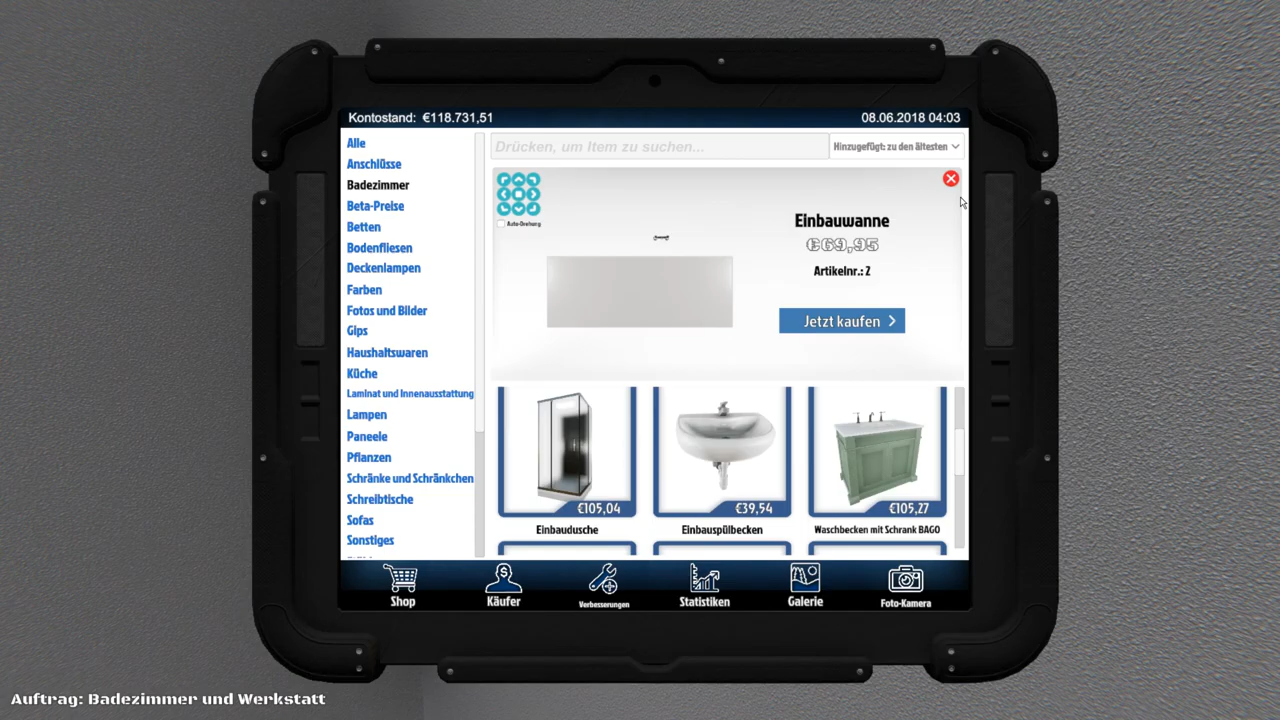 Kontostand: €118.731,51
08.06.2018 04:03
Alle
Anschlüsse
Badezimmer
Beta-Preise
Betten
Bodenfliesen
Deckenlampen
Farben
Fotos und Bilder
Gips
Haushaltswaren
Küche
Laminat und Innenausstattung
Lampen
Paneele
Pflanzen
Schränke und Schränkchen
Schreibtische
Sofas
Sonstiges
Drücken, um Item zu suchen...
Hinzugefügt: zu den ältesten
Auto-Drehung
Einbauwanne
€69,95
Artikelnr.: 2
Jetzt kaufen
€105,04
€39,54
€105,27
Einbaudusche
Einbauspülbecken
Waschbecken mit Schrank BAGO
Shop
Käufer
Verbesserungen
Statistiken
Galerie
Foto-Kamera
Auftrag: Badezimmer und Werkstatt